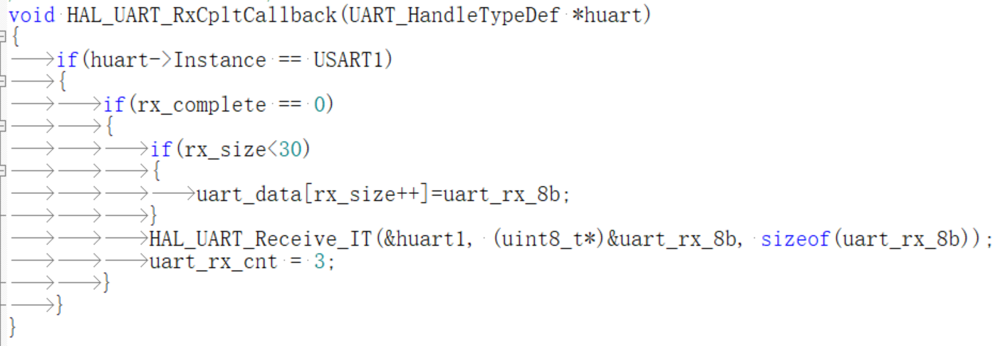 void HAL_UART_RxCpltCallback(UART_HandleTypeDef *huart)
{
if(huart->Instance == USART1)
{
if(rx_complete == 0)
{
if(rx_size<30)
{
uart_data[rx_size++]=uart_rx_8b;
}
HAL_UART_Receive_IT(&huart1, (uint8_t*)&uart_rx_8b, sizeof(uart_rx_8b));
uart_rx_cnt = 3;
}
}
}